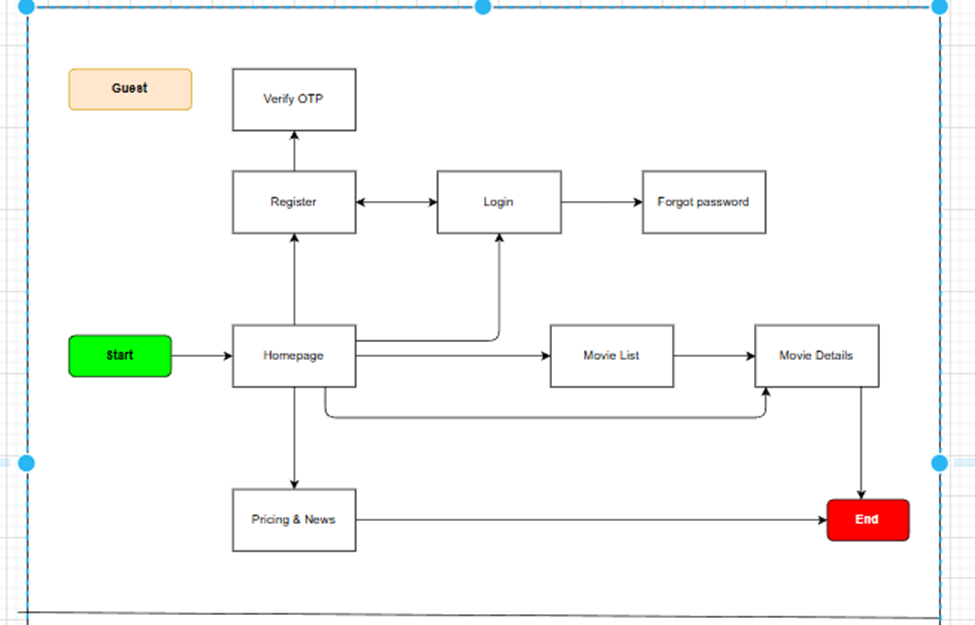 Guest
Verify OTP
Register
Login
Forgot password
Start
Homepage
Movie List
Movie Details
Pricing & News
End